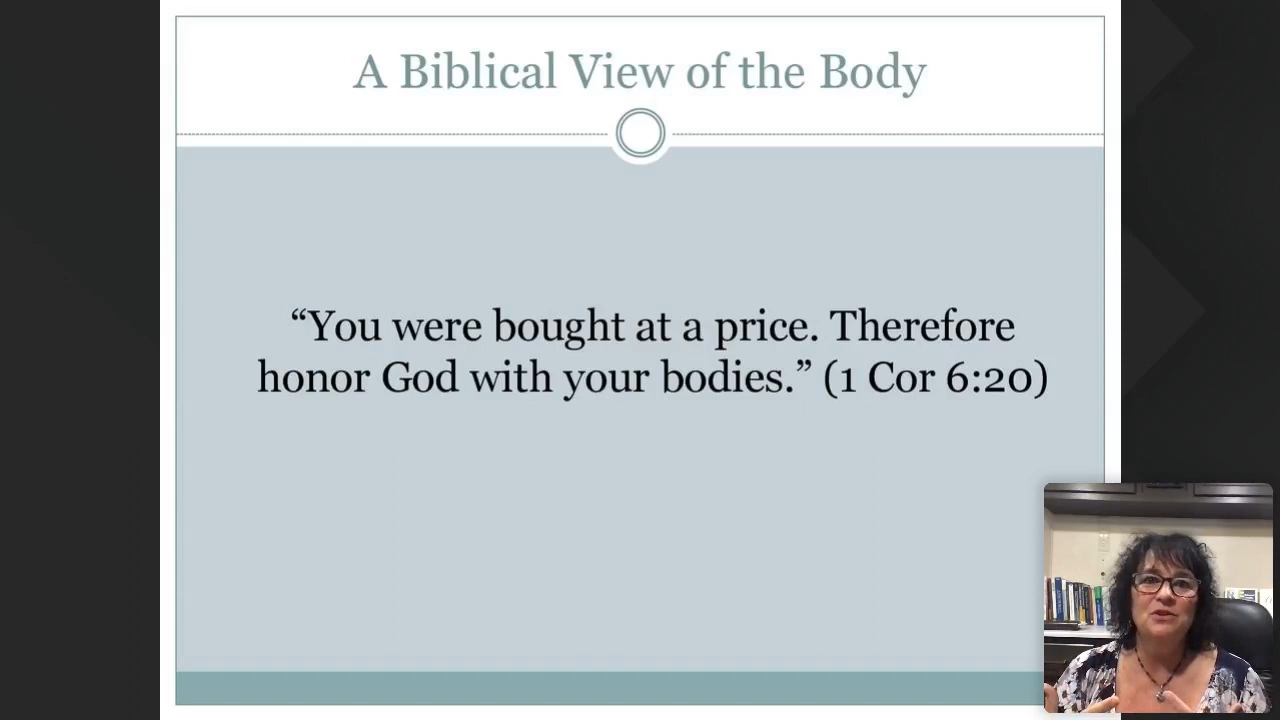 A Biblical View of the Body
“You were bought at a price. Therefore
honor God with your bodies.” (1 Cor 6:20)